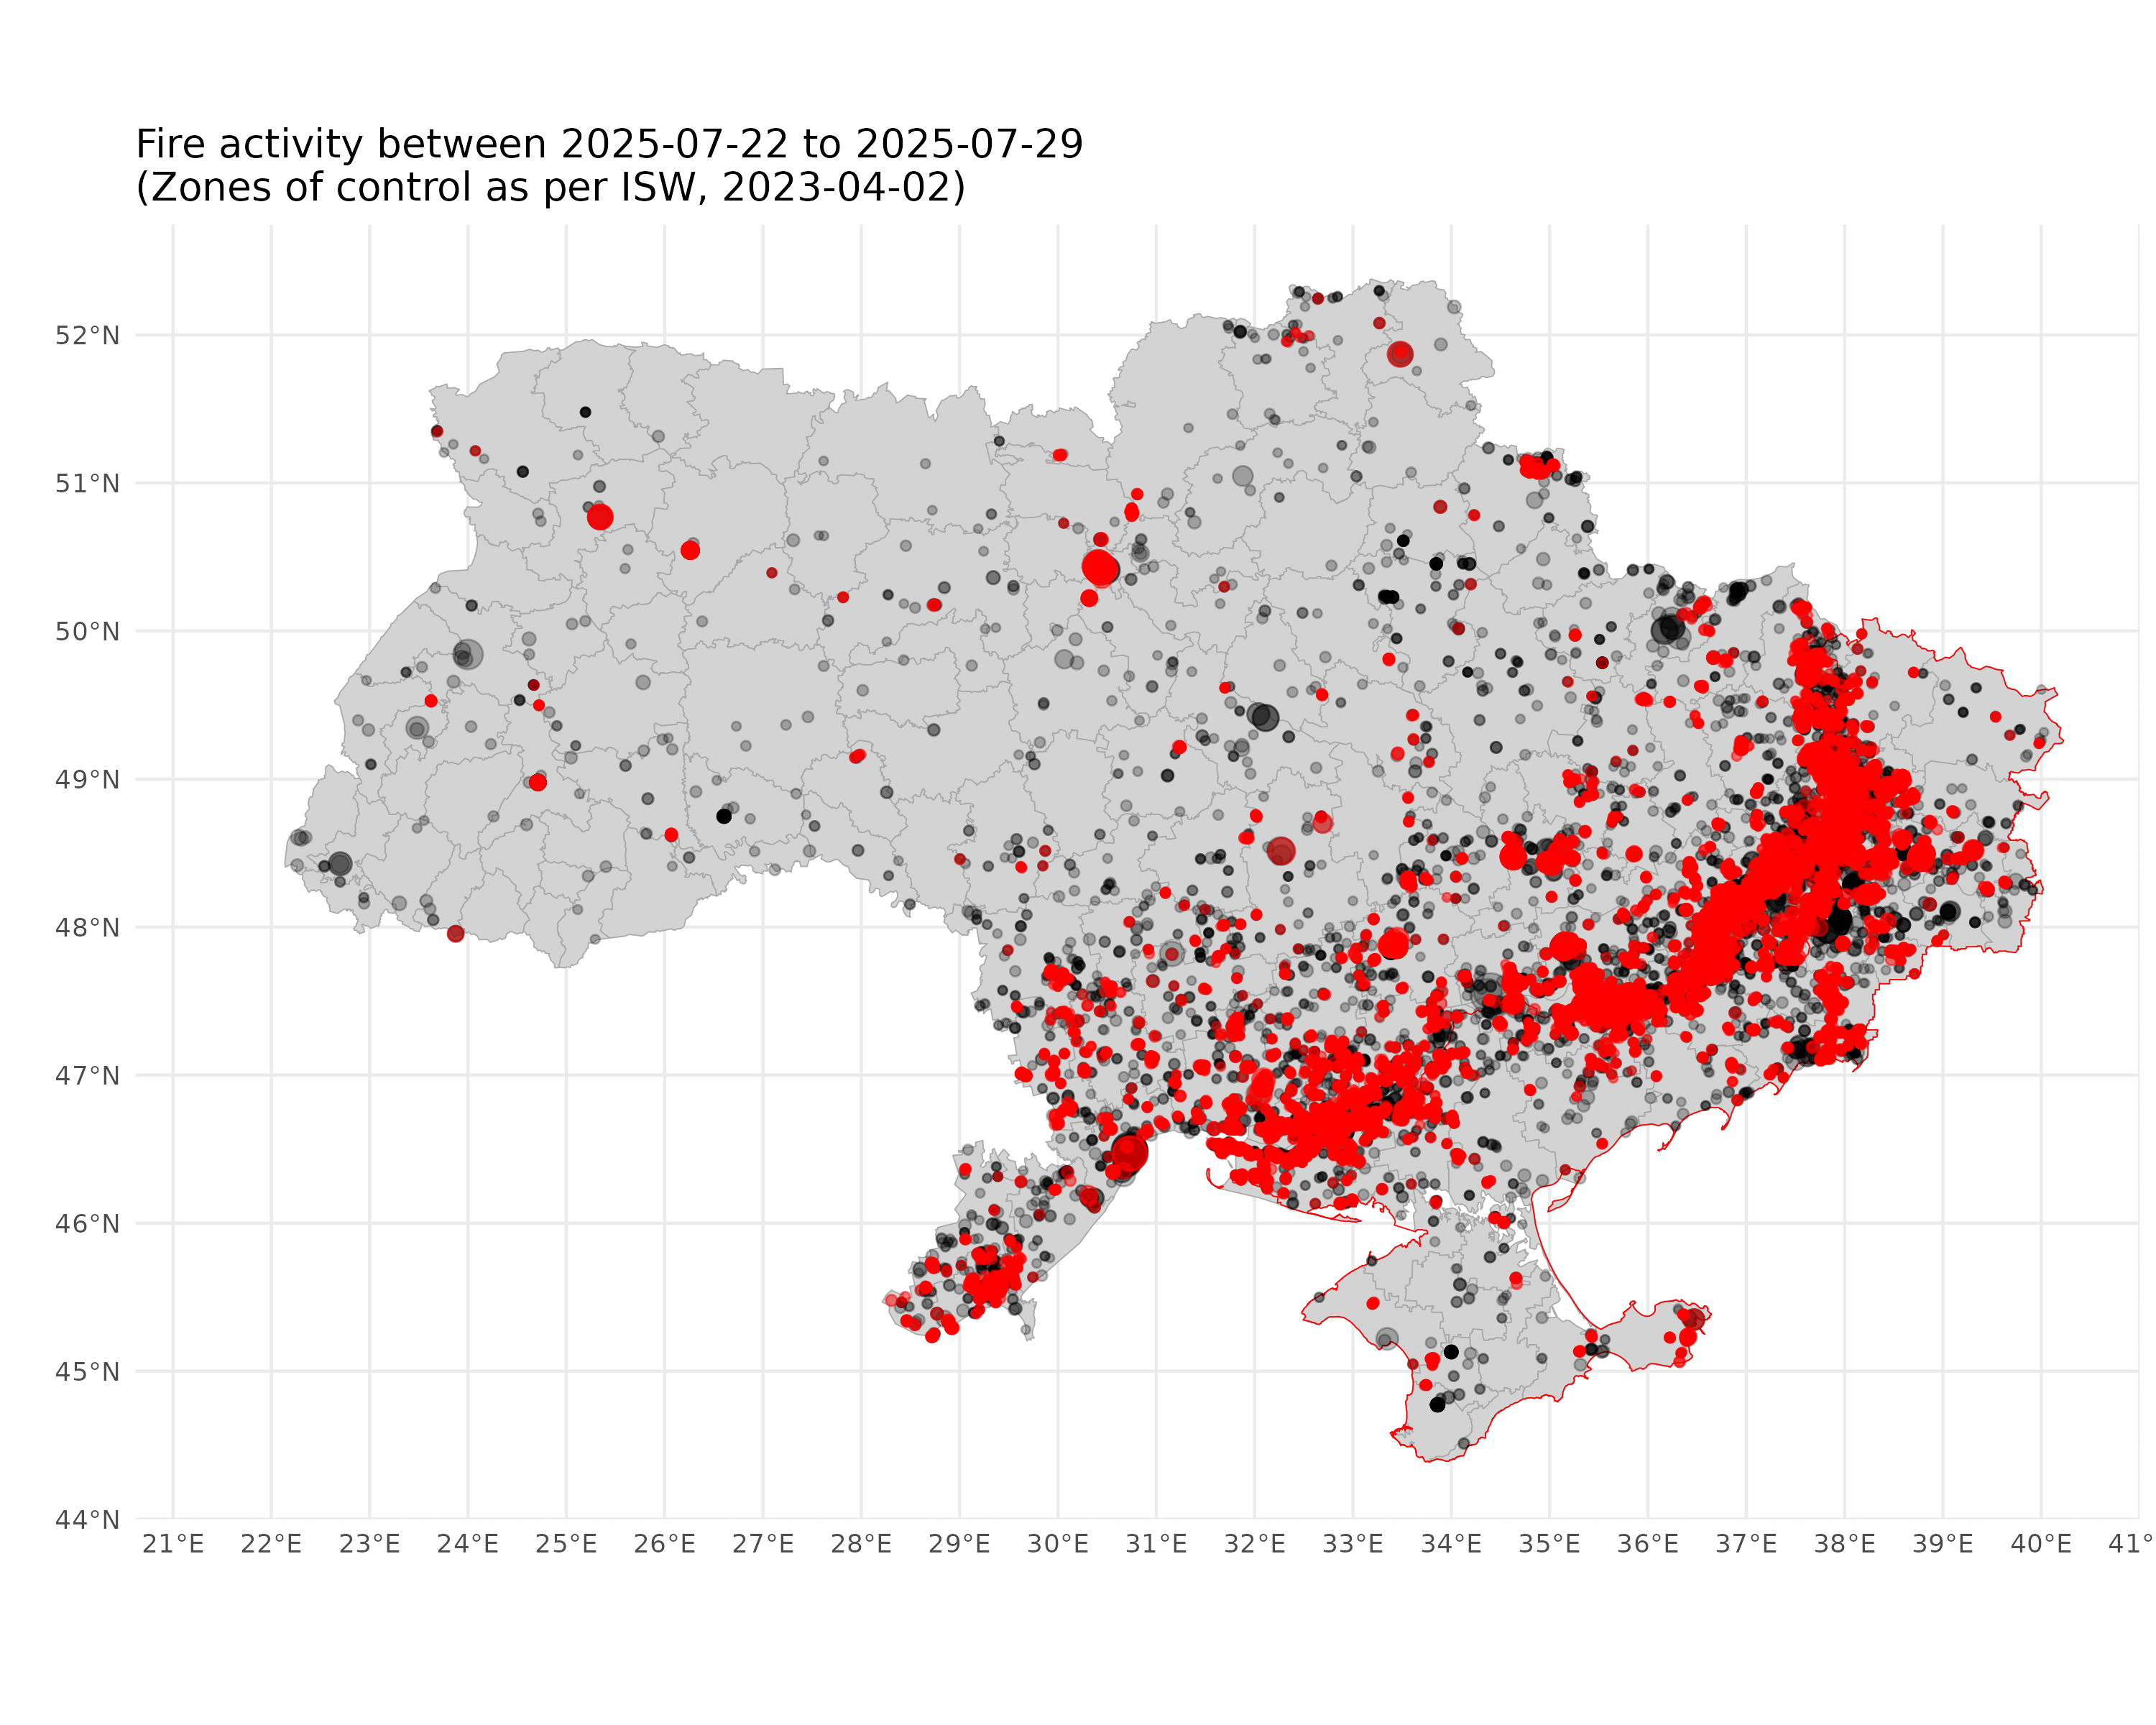 Fire activity between 2025-07-22 to 2025-07-29
(Zones of control as per ISW, 2023-04-02)
52°N
51°N
50°N
49°N
48°N
47°N
46°N
45°N
44°N
21°E 22°E 23°E 24°E 25°E 26°E 27°E 28°E 29°E 30°E 31°E 32°E 33°E 34°E 35°E 36°E 37°E 38°E 39°E 40°E 41°